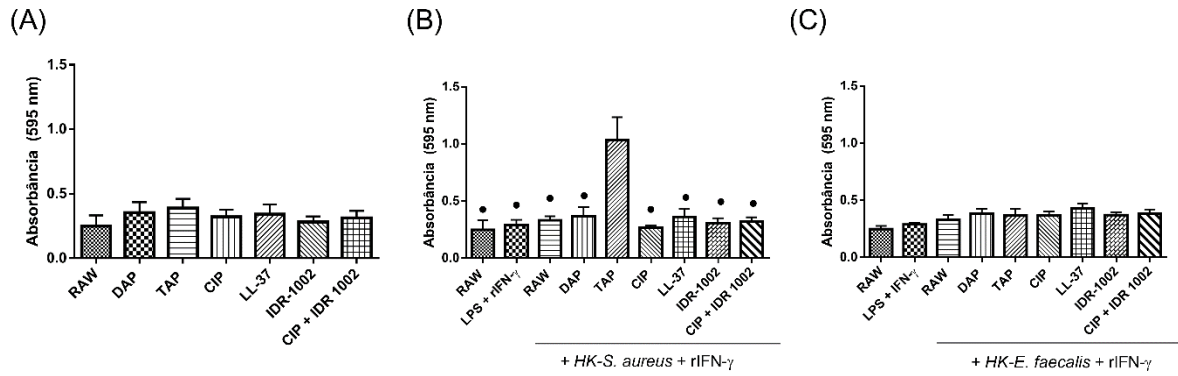 (A)
Absorbância (595 nm)
1.5
1.0
0.5
0.0
RAW
DAP
TAP
CIP
LL-37
IDR-1002
CIP + IDR 1002
(B)
Absorbância (595 nm)
1.5
1.0
0.5
0.0
RAW
LPS + rIFN-γ
RAW
DAP
TAP
CIP
LL-37
IDR-1002
CIP + IDR 1002
+ HK-S. aureus + rIFN-γ
(C)
Absorbância (595 nm)
1.5
1.0
0.5
0.0
RAW
LPS + IFN-γ
RAW
DAP
TAP
CIP
LL-37
IDR-1002
CIP + IDR 1002
+ HK-E. faecalis + rIFN-γ